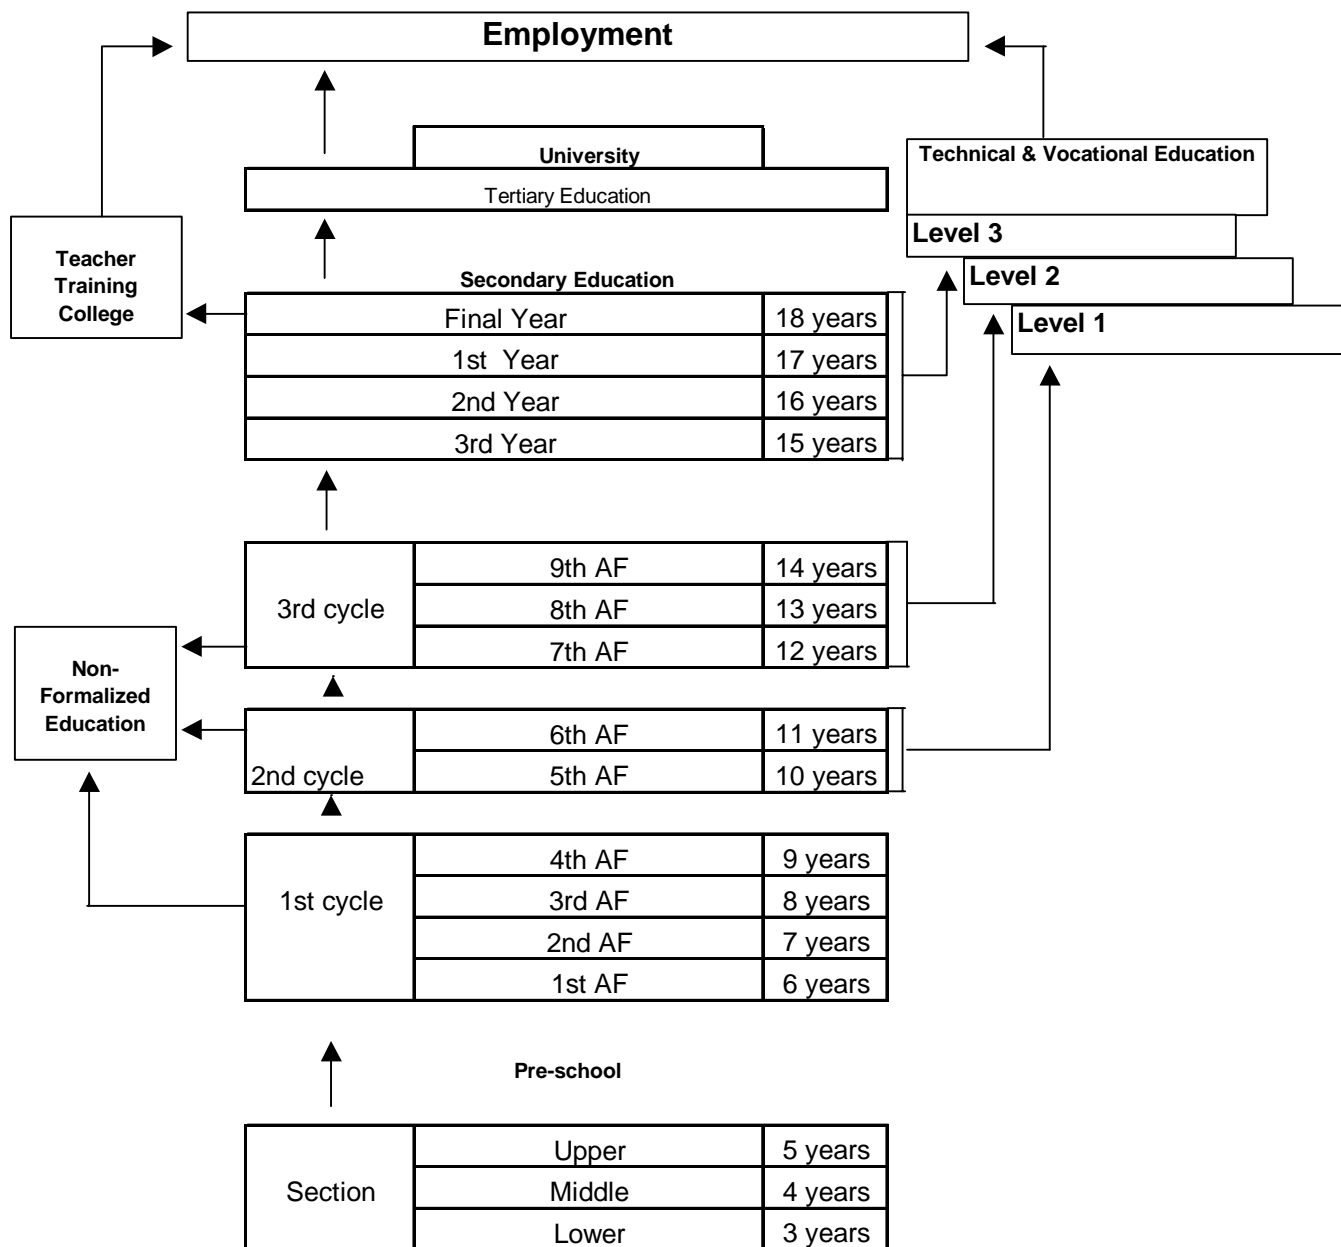 Employment
University
Technical & Vocational Education
Tertiary Education
Teacher
Training
College
Level 3
Level 2
Level 1
Secondary Education
Final Year 18 years
1st Year 17 years
2nd Year 16 years
3rd Year 15 years
3rd cycle
9th AF 14 years
8th AF 13 years
7th AF 12 years
Non-
Formalized
Education
2nd cycle
6th AF 11 years
5th AF 10 years
1st cycle
4th AF 9 years
3rd AF 8 years
2nd AF 7 years
1st AF 6 years
Pre-school
Section
Upper 5 years
Middle 4 years
Lower 3 years